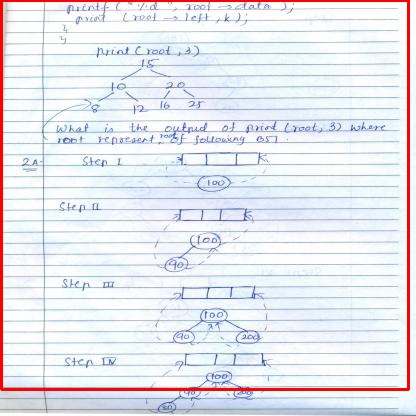 printf ("%d", root → data );
print (root → left, k);
}
}
print (root, 3)
15
10 20
8 12 16 25
What is the output of print (root, 3) where
root represent root of following BST.
2A- Step I
100
Step II
100
90
Step III
100
90 200
Step IV
100
90 200